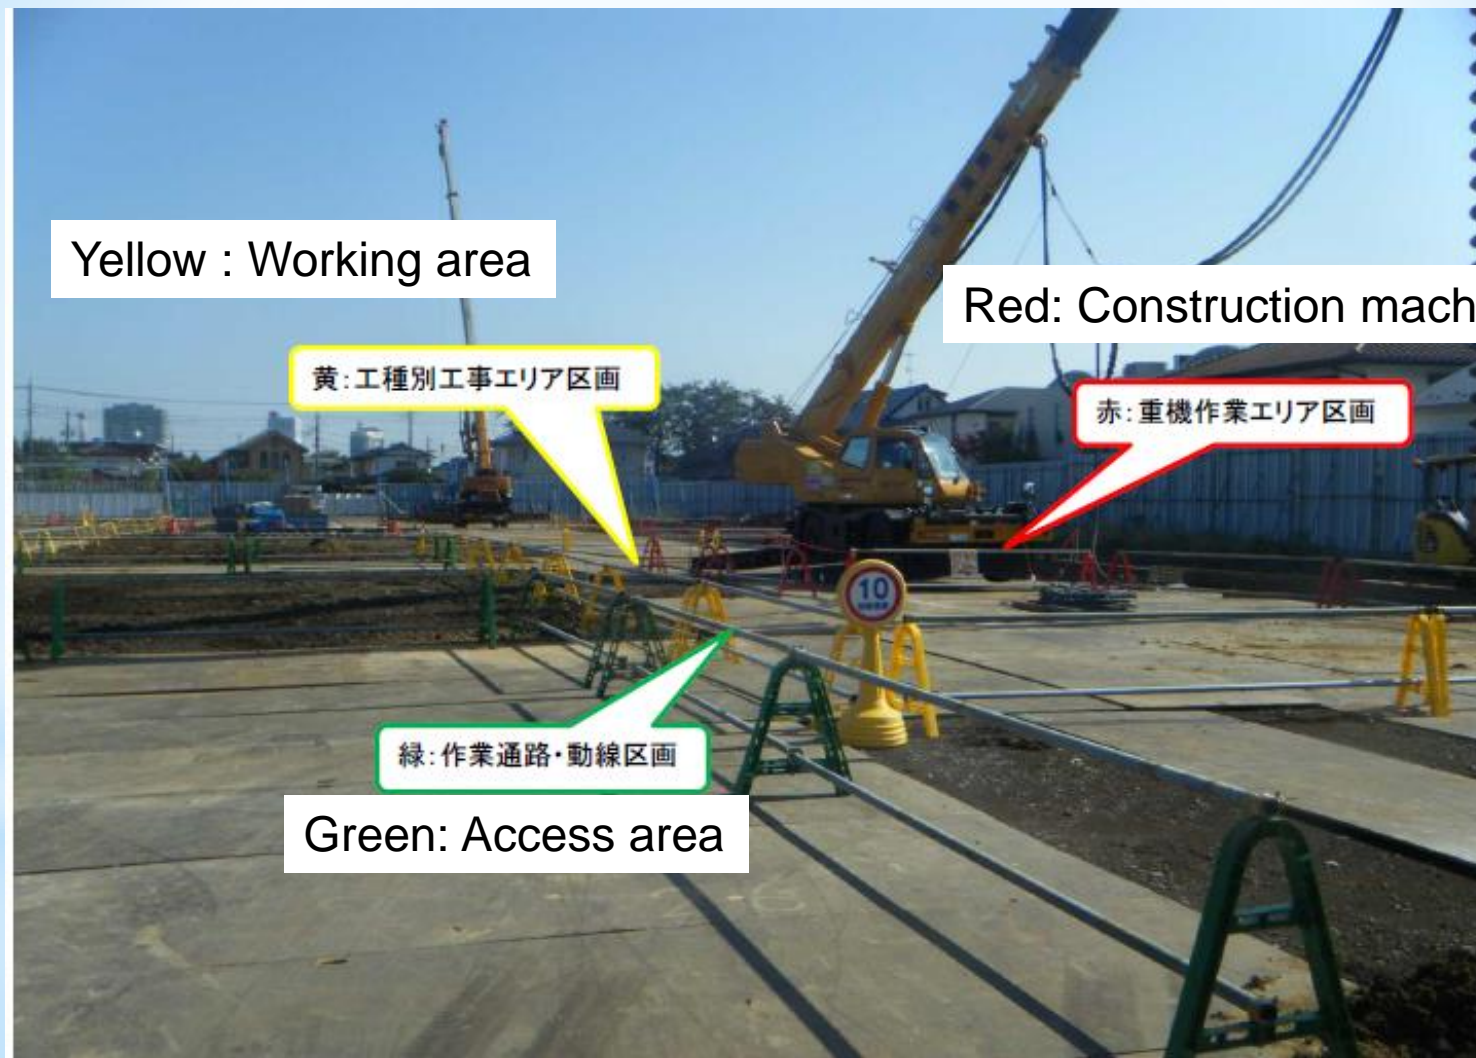 Yellow : Working area
Red: Construction mach
黄:工種別工事エリア区画
赤:重機作業エリア区画
10
緑:作業通路・動線区画
Green: Access area